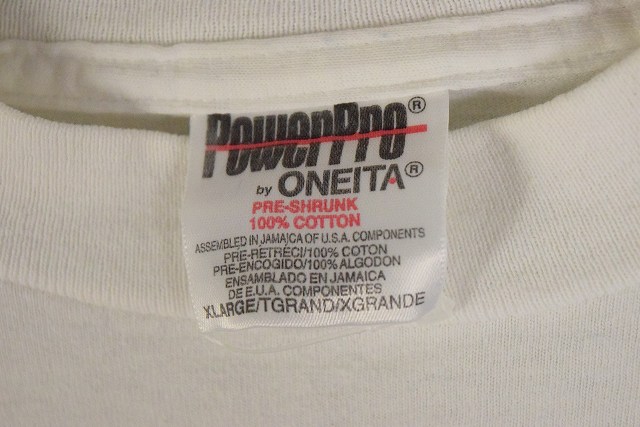 PowerPro®
by ONEITA®
PRE-SHRUNK
100% COTTON
ASSEMBLED IN JAMAICA OF U.S.A. COMPONENTS
PRE-RETRÉCI/100% COTON
PRE-ENCOGIDO/100% ALGODON
ENSAMBLADO EN JAMAICA
DE E.U.A. COMPONENTES
XLARGE/TGRAND/XGRANDE